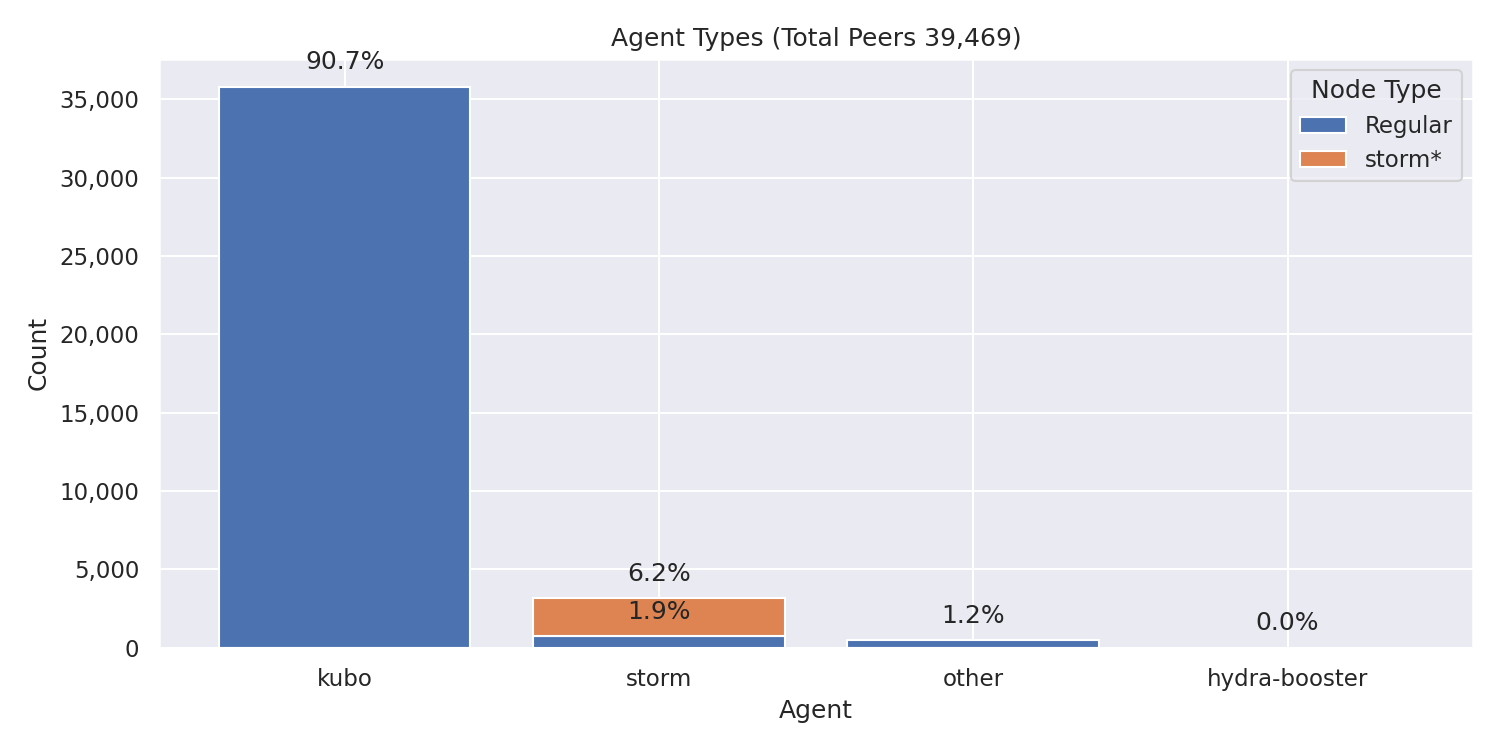 Agent Types (Total Peers 39,469)
90.7%
Node Type
Regular
storm*
35,000
30,000
25,000
20,000
15,000
10,000
5,000
0
Count
6.2%
1.9%
1.2%
0.0%
kubo
storm
other
hydra-booster
Agent